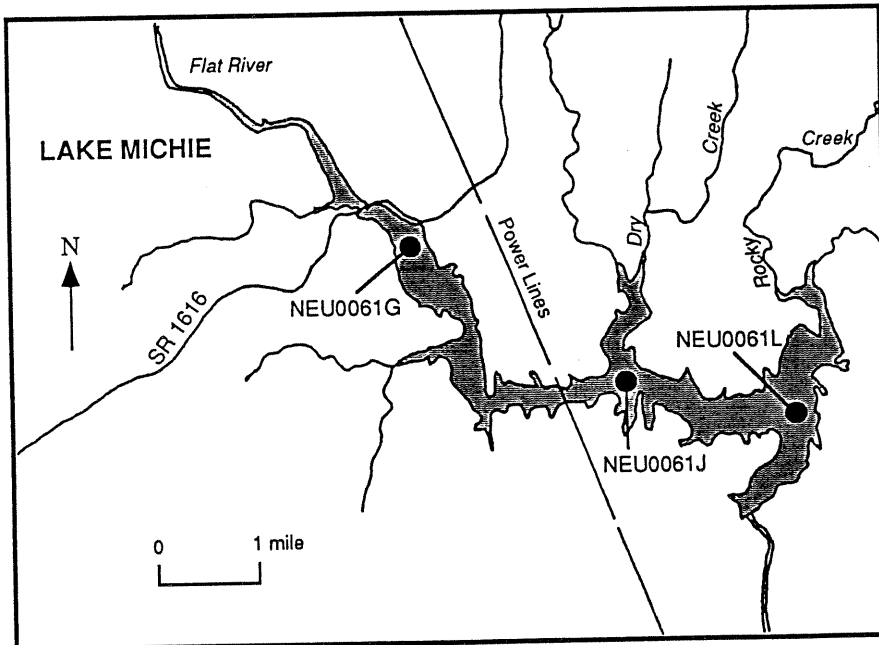 Flat River
LAKE MICHIE
Creek
Creek
N
Power Lines
Dry
Rocky
NEU0061G
SR 1616
NEU0061L
NEU0061J
0 1 mile